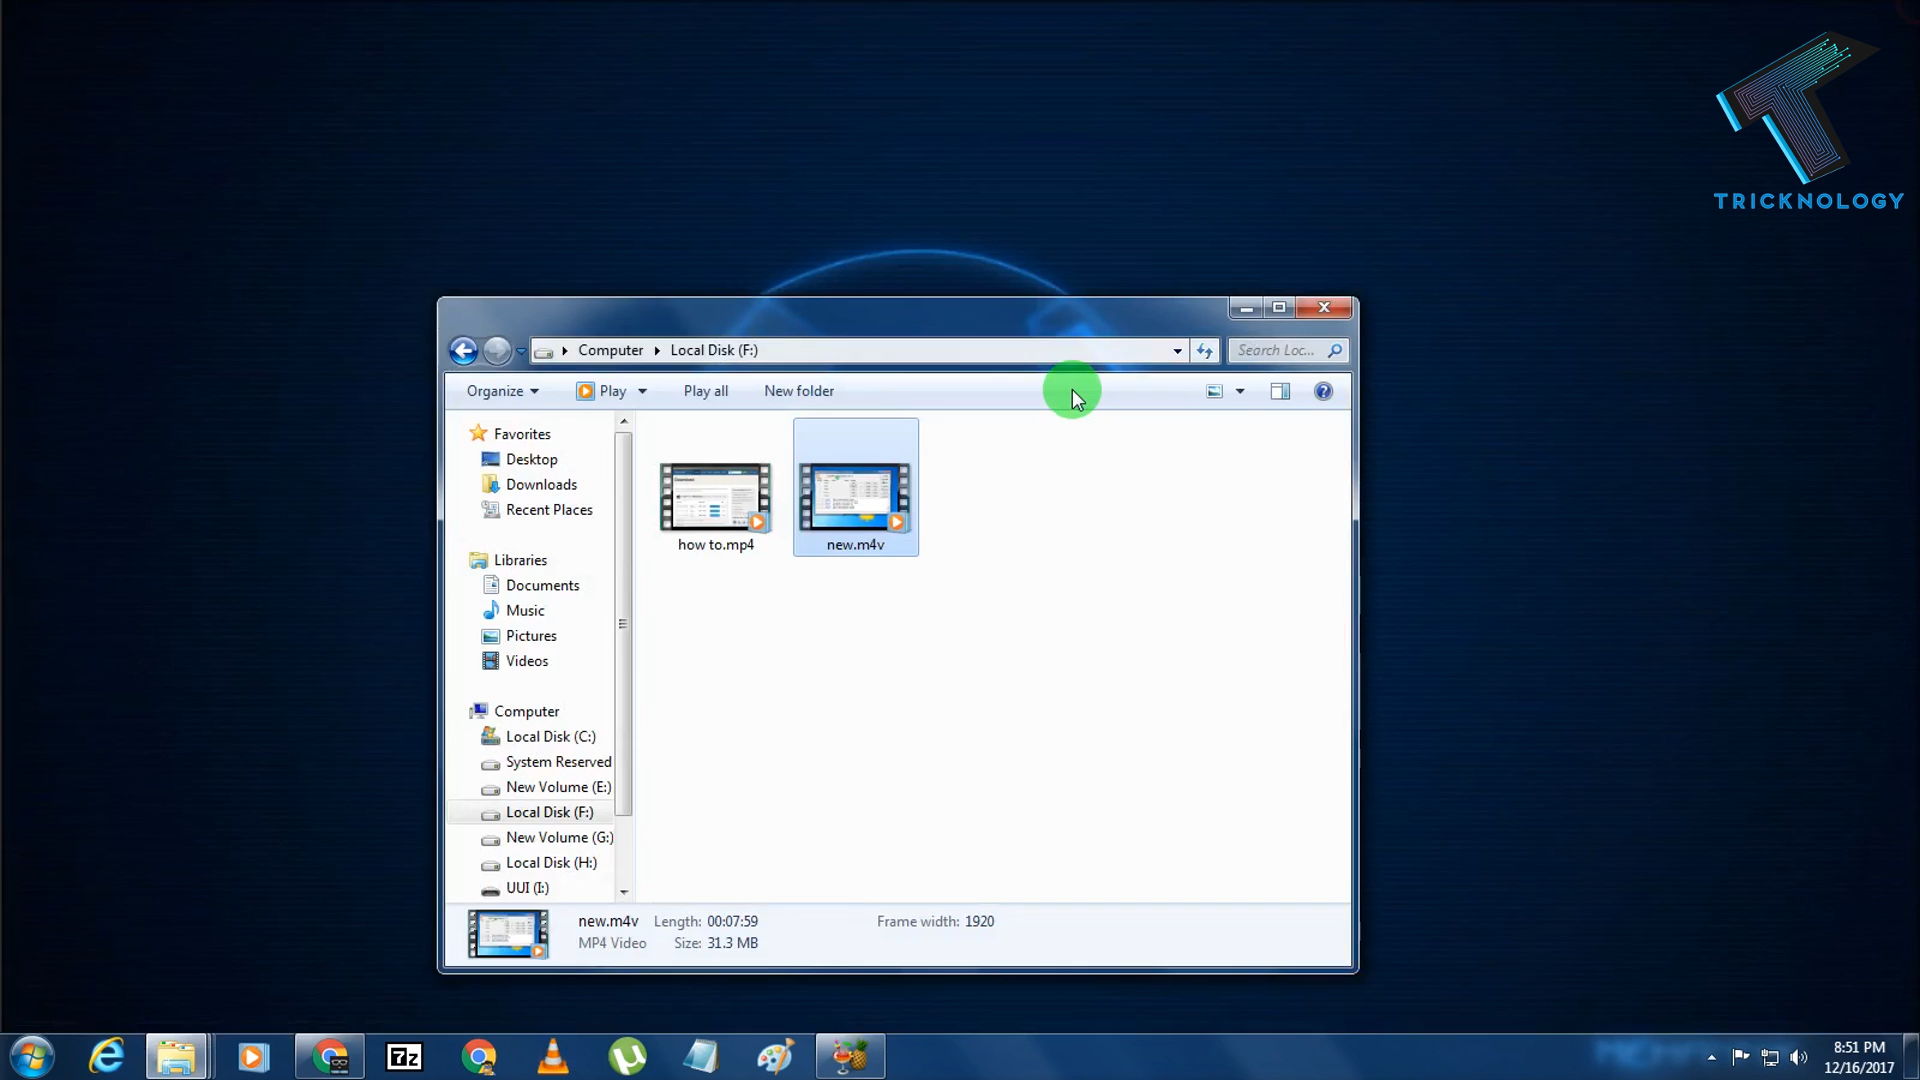 TRICKNOLOGY
Computer Local Disk (F:)
Search Loc...
Organize Play Play all New folder
Favorites
Desktop
Downloads
Recent Places
Libraries
Documents
Music
Pictures
Videos
Computer
Local Disk (C:)
System Reserved
New Volume (E:)
Local Disk (F:)
New Volume (G:)
Local Disk (H:)
UUI (I:)
how to.mp4
new.m4v
new.m4v Length: 00:07:59 Frame width: 1920
MP4 Video Size: 31.3 MB
7z
8:51 PM
12/16/2017